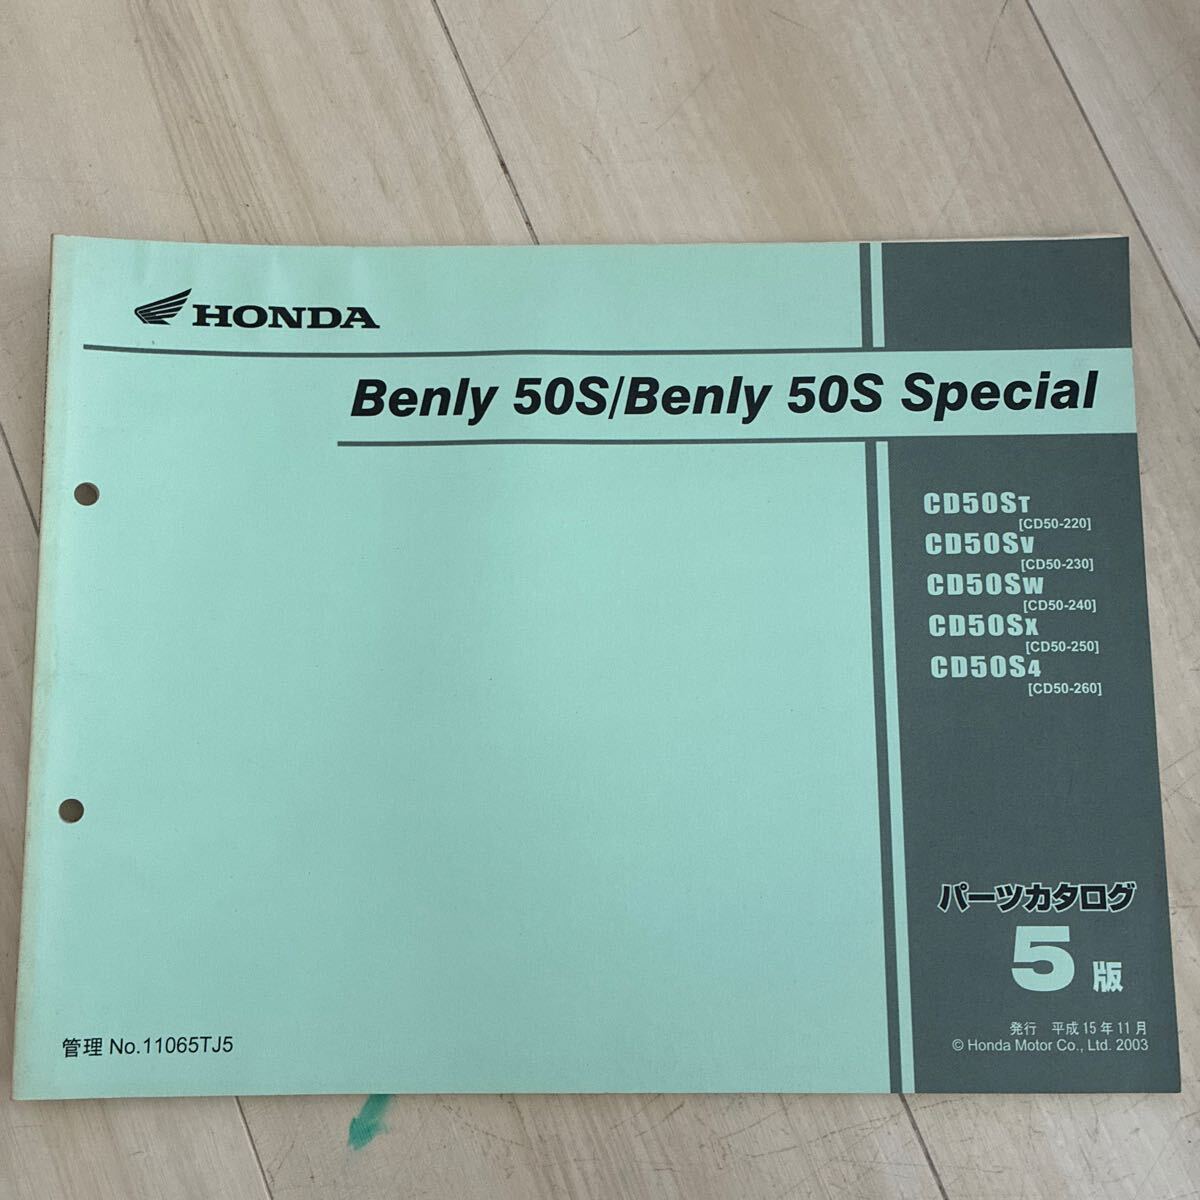 HONDA
Benly 50S/Benly 50S Special
CD50ST
[CD50-220]
CD50SV
[CD50-230]
CD50SW
[CD50-240]
CD50SX
[CD50-250]
CD50S4
[CD50-260]
パーツカタログ
5版
発行 平成15年11月
© Honda Motor Co., Ltd. 2003
管理 No.11065TJ5